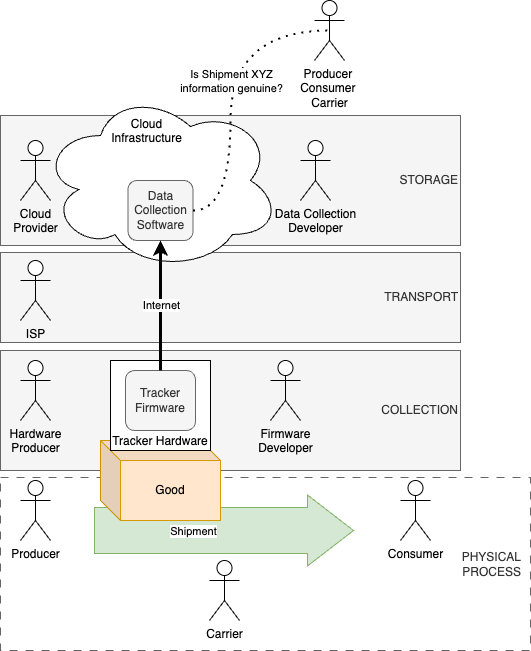 Is Shipment XYZ
information genuine?
Producer
Consumer
Carrier
Cloud
Infrastructure
Cloud
Provider
Data
Collection
Software
Data Collection
Developer
STORAGE
Internet
ISP
TRANSPORT
Hardware
Producer
Tracker
Firmware
Tracker Hardware
Firmware
Developer
COLLECTION
Good
Producer
Shipment
Consumer
PHYSICAL
PROCESS
Carrier